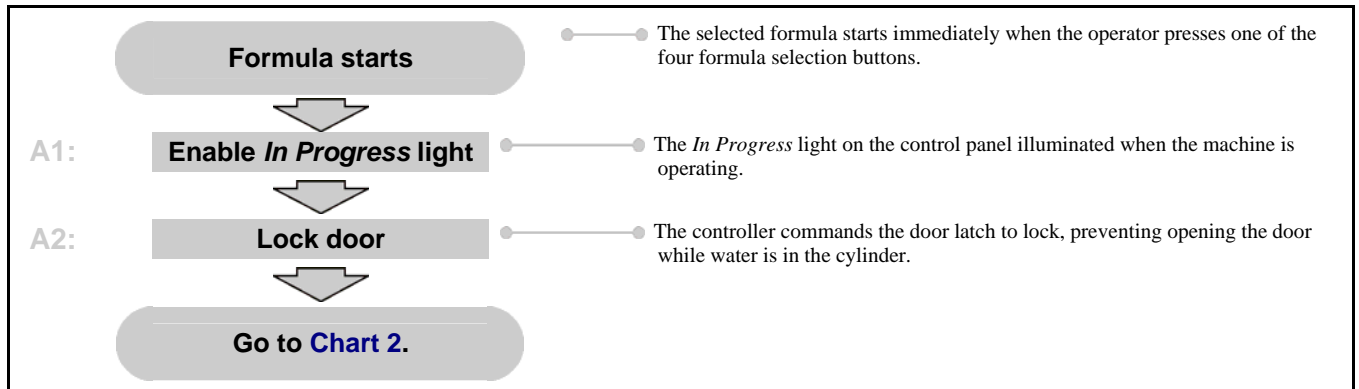 Formula starts
The selected formula starts immediately when the operator presses one of the
four formula selection buttons.
A1:
Enable In Progress light
The In Progress light on the control panel illuminated when the machine is
operating.
A2:
Lock door
The controller commands the door latch to lock, preventing opening the door
while water is in the cylinder.
Go to Chart 2.